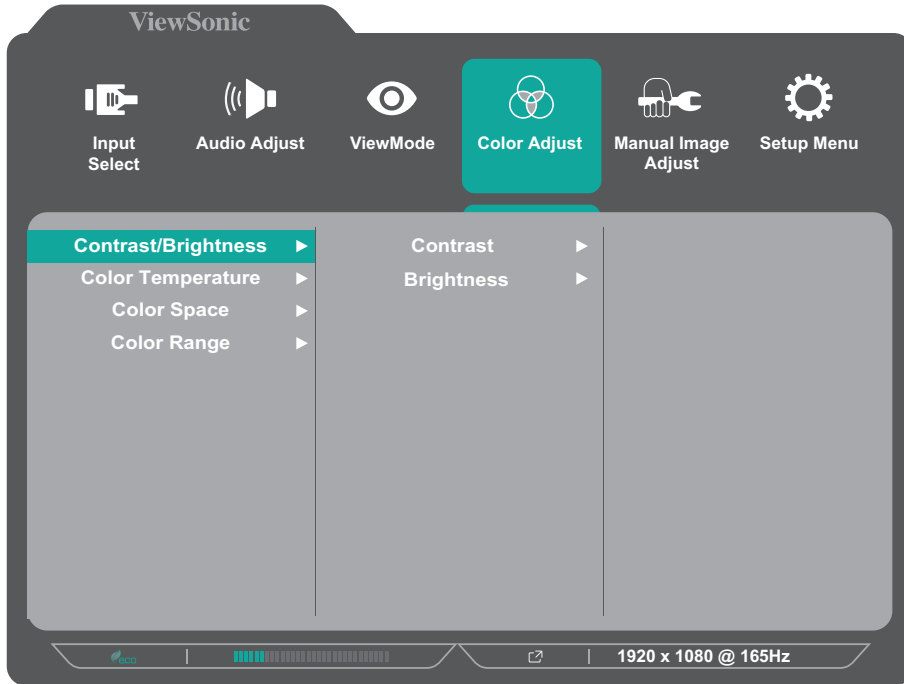 ViewSonic
Input
Select
Audio Adjust
ViewMode
Color Adjust
Manual Image
Adjust
Setup Menu
Contrast/Brightness
Color Temperature
Color Space
Color Range
Contrast
Brightness
eco
1920 x 1080 @ 165Hz